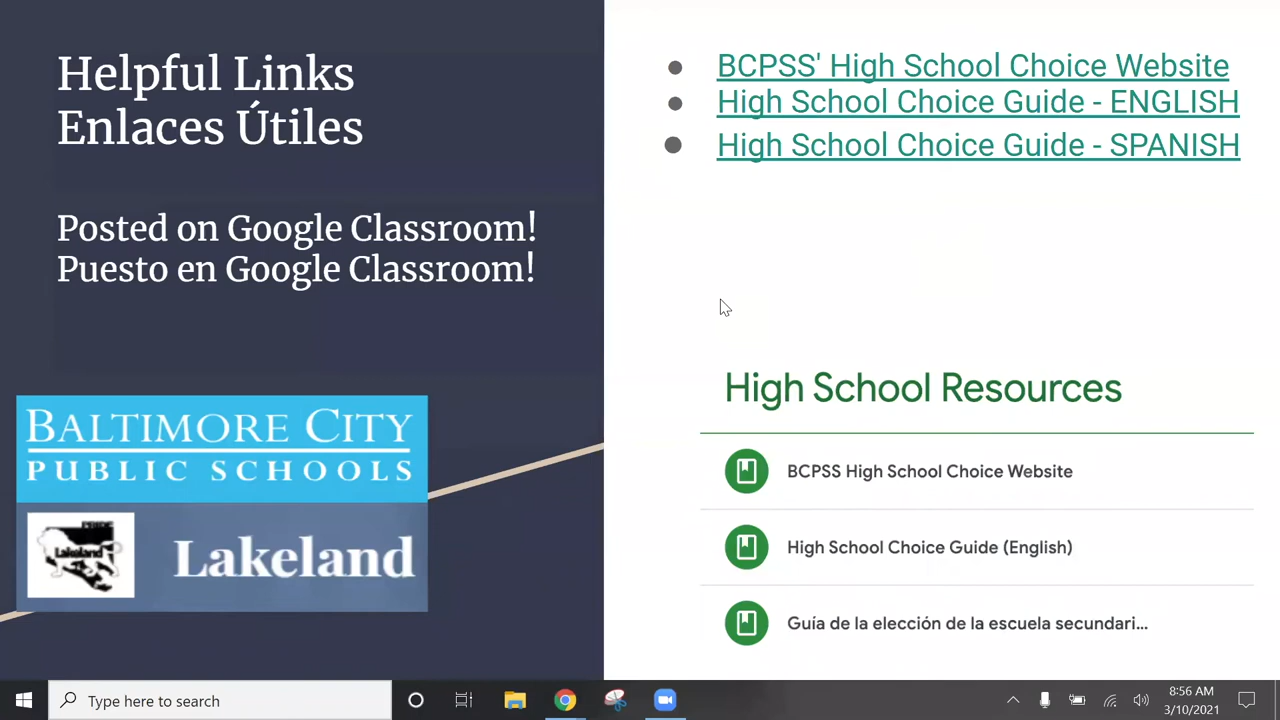 Helpful Links
Enlaces Útiles
Posted on Google Classroom!
Puesto en Google Classroom!
BALTIMORE CITY
PUBLIC SCHOOLS
PRIDE
Lakeland
Lakeland
BCPSS' High School Choice Website
High School Choice Guide - ENGLISH
High School Choice Guide - SPANISH
High School Resources
BCPSS High School Choice Website
High School Choice Guide (English)
Guía de la elección de la escuela secundari...
Type here to search
8:56 AM
3/10/2021